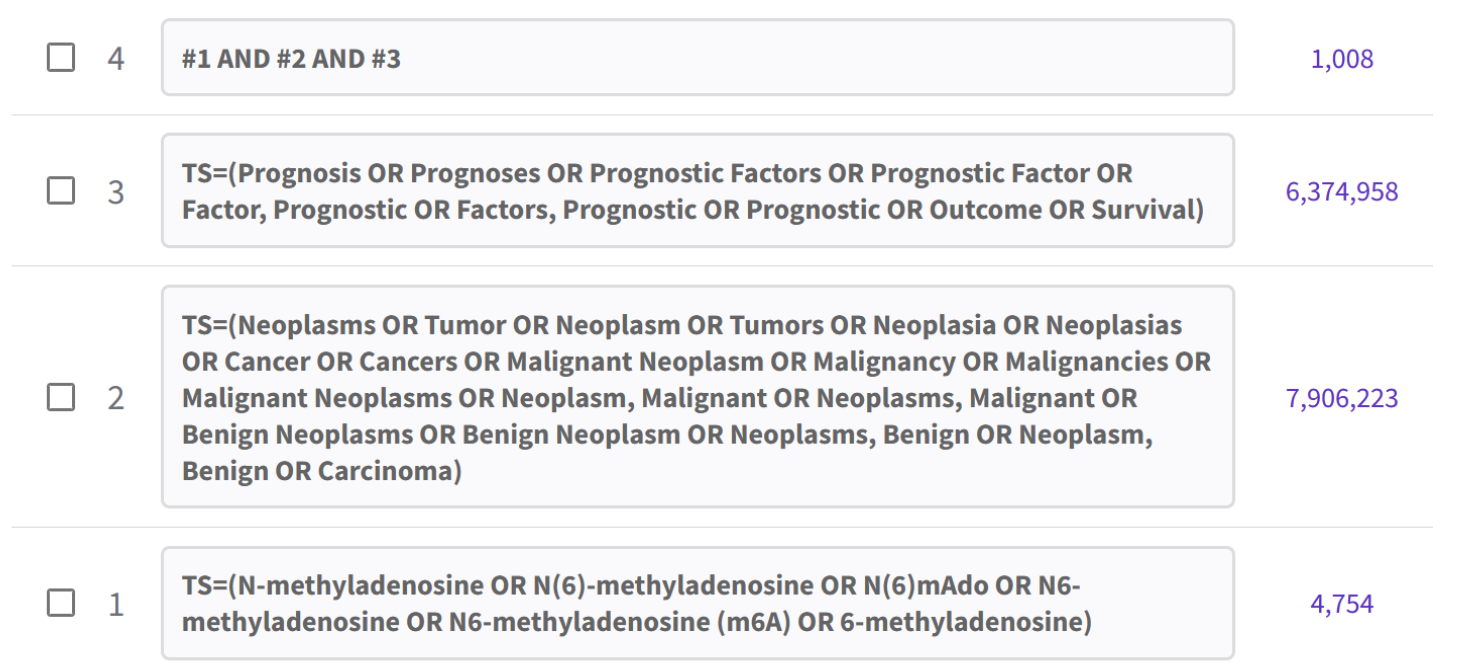 4
#1 AND #2 AND #3
1,008
3
TS=(Prognosis OR Prognoses OR Prognostic Factors OR Prognostic Factor OR
Factor, Prognostic OR Factors, Prognostic OR Prognostic OR Outcome OR Survival)
6,374,958
2
TS=(Neoplasms OR Tumor OR Neoplasm OR Tumors OR Neoplasia OR Neoplasias
OR Cancer OR Cancers OR Malignant Neoplasm OR Malignancy OR Malignancies OR
Malignant Neoplasms OR Neoplasm, Malignant OR Neoplasms, Malignant OR
Benign Neoplasms OR Benign Neoplasm OR Neoplasms, Benign OR Neoplasm,
Benign OR Carcinoma)
7,906,223
1
TS=(N-methyladenosine OR N(6)-methyladenosine OR N(6)mAdo OR N6-
methyladenosine OR N6-methyladenosine (m6A) OR 6-methyladenosine)
4,754